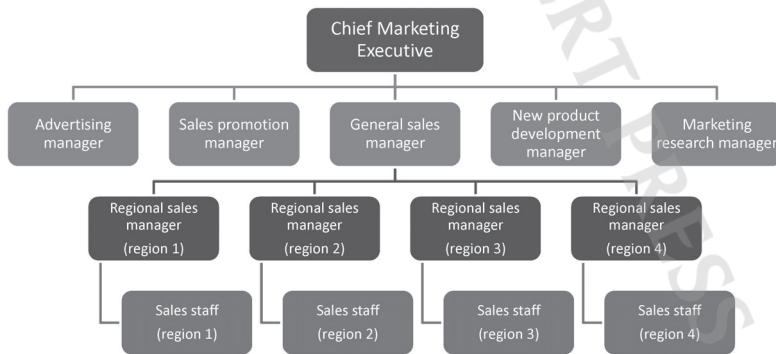 Chief Marketing
Executive
Advertising
manager
Sales promotion
manager
General sales
manager
New product
development
manager
Marketing
research manager
Regional sales
manager
(region 1)
Regional sales
manager
(region 2)
Regional sales
manager
(region 3)
Regional sales
manager
(region 4)
Sales staff
(region 1)
Sales staff
(region 2)
Sales staff
(region 3)
Sales staff
(region 4)
PRESS